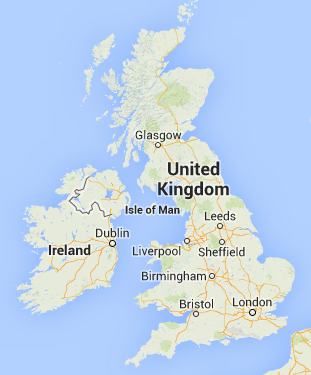 Glasgow
United
Kingdom
Isle of Man
Leeds
Dublin
Ireland
Liverpool
Sheffield
Birmingham
Bristol
London